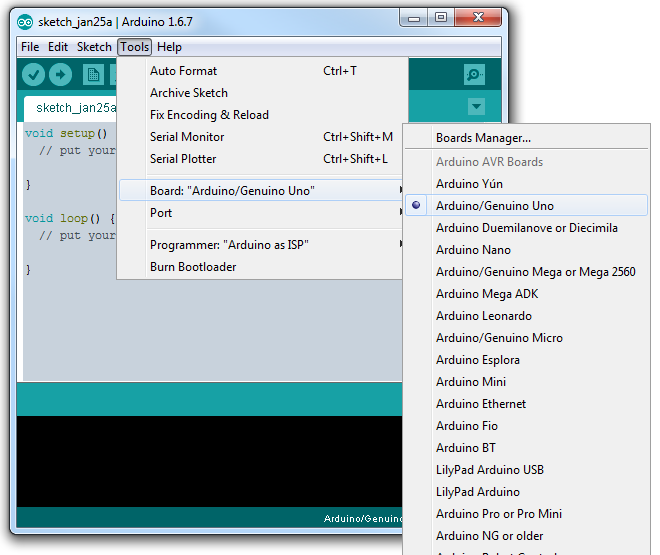 sketch_jan25a | Arduino 1.6.7
File Edit Sketch Tools Help
sketch_jan25a
void setup()
// put your
}
void loop() {
// put your
}
Auto Format Ctrl+T
Archive Sketch
Fix Encoding & Reload
Serial Monitor Ctrl+Shift+M
Serial Plotter Ctrl+Shift+L
Board: "Arduino/Genuino Uno"
Port
Programmer: "Arduino as ISP"
Burn Bootloader
Boards Manager...
Arduino AVR Boards
Arduino Yún
Arduino/Genuino Uno
Arduino Duemilanove or Diecimila
Arduino Nano
Arduino/Genuino Mega or Mega 2560
Arduino Mega ADK
Arduino Leonardo
Arduino/Genuino Micro
Arduino Esplora
Arduino Mini
Arduino Ethernet
Arduino Fio
Arduino BT
LilyPad Arduino USB
LilyPad Arduino
Arduino Pro or Pro Mini
Arduino NG or older
Arduino/Genuino